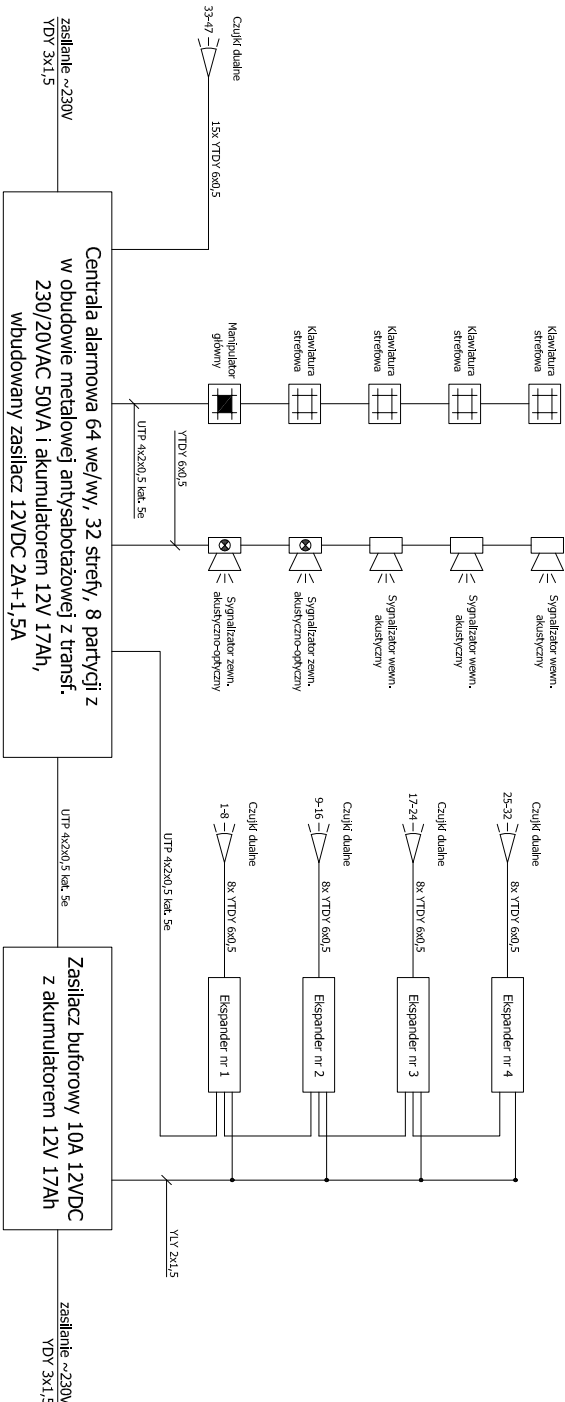 Czujki dualne
33-47
15x YTDY 6x0,5
zasilanie ~230V
YDY 3x1,5
Centrala alarmowa 64 we/wy, 32 strefy, 8 partycji z
w obudowie metalowej antysabotażowej z transf.
230/20VAC 50VA i akumulatorem 12V 17Ah,
wbudowany zasilacz 12VDC 2A+1,5A
Klawiatura
strefowa
Klawiatura
strefowa
Klawiatura
strefowa
Klawiatura
strefowa
Manipulator
główny
UTP 4x2x0,5 kat. 5e
YTDY 6x0,5
Sygnalizator wewn.
akustyczny
Sygnalizator wewn.
akustyczny
Sygnalizator wewn.
akustyczny
Sygnalizator zewn.
akustyczno-optyczny
Sygnalizator zewn.
akustyczno-optyczny
Czujki dualne
25-32
8x YTDY 6x0,5
Ekspander nr 4
Czujki dualne
17-24
8x YTDY 6x0,5
Ekspander nr 3
Czujki dualne
9-16
8x YTDY 6x0,5
Ekspander nr 2
Czujki dualne
1-8
8x YTDY 6x0,5
Ekspander nr 1
UTP 4x2x0,5 kat. 5e
YLY 2x1,5
UTP 4x2x0,5 kat. 5e
Zasilacz buforowy 10A 12VDC
z akumulatorem 12V 17Ah
zasilanie ~230V
YDY 3x1,5